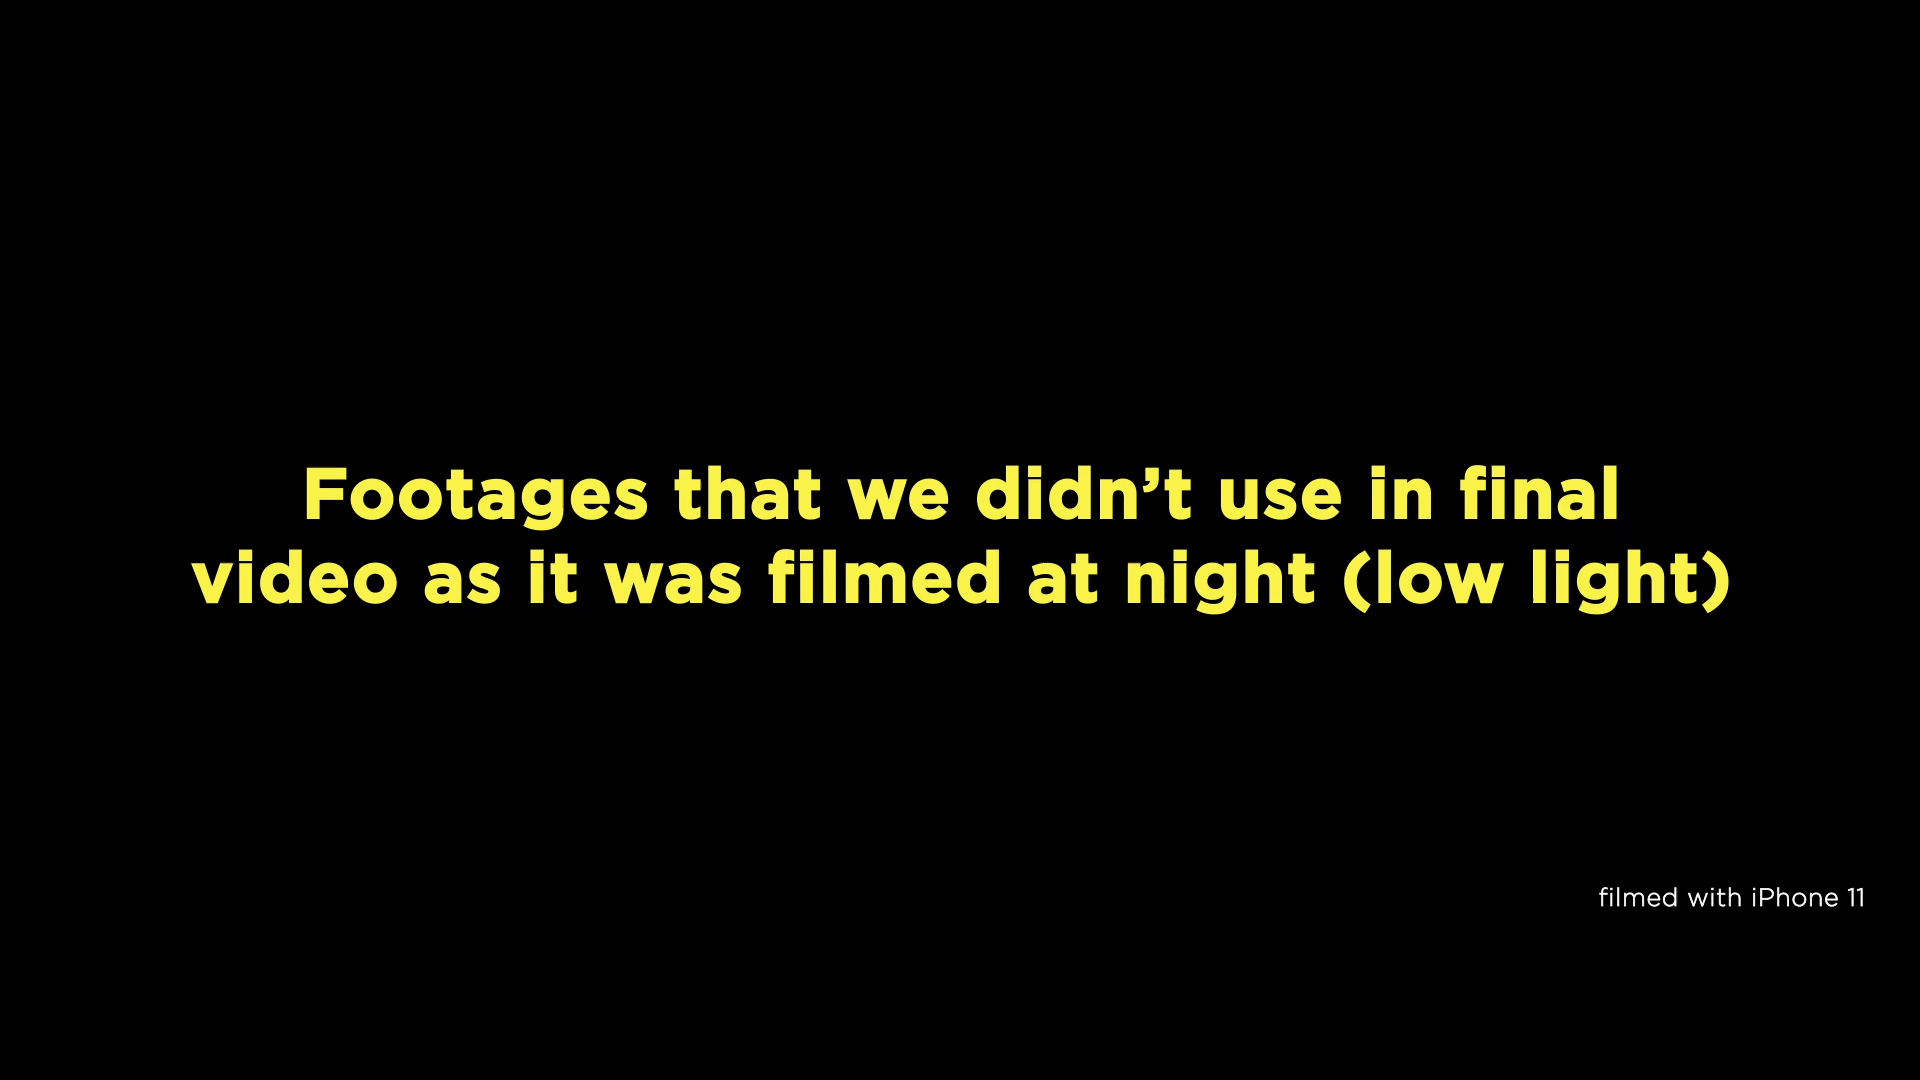 Footages that we didn’t use in final
video as it was filmed at night (low light)
filmed with iPhone 11